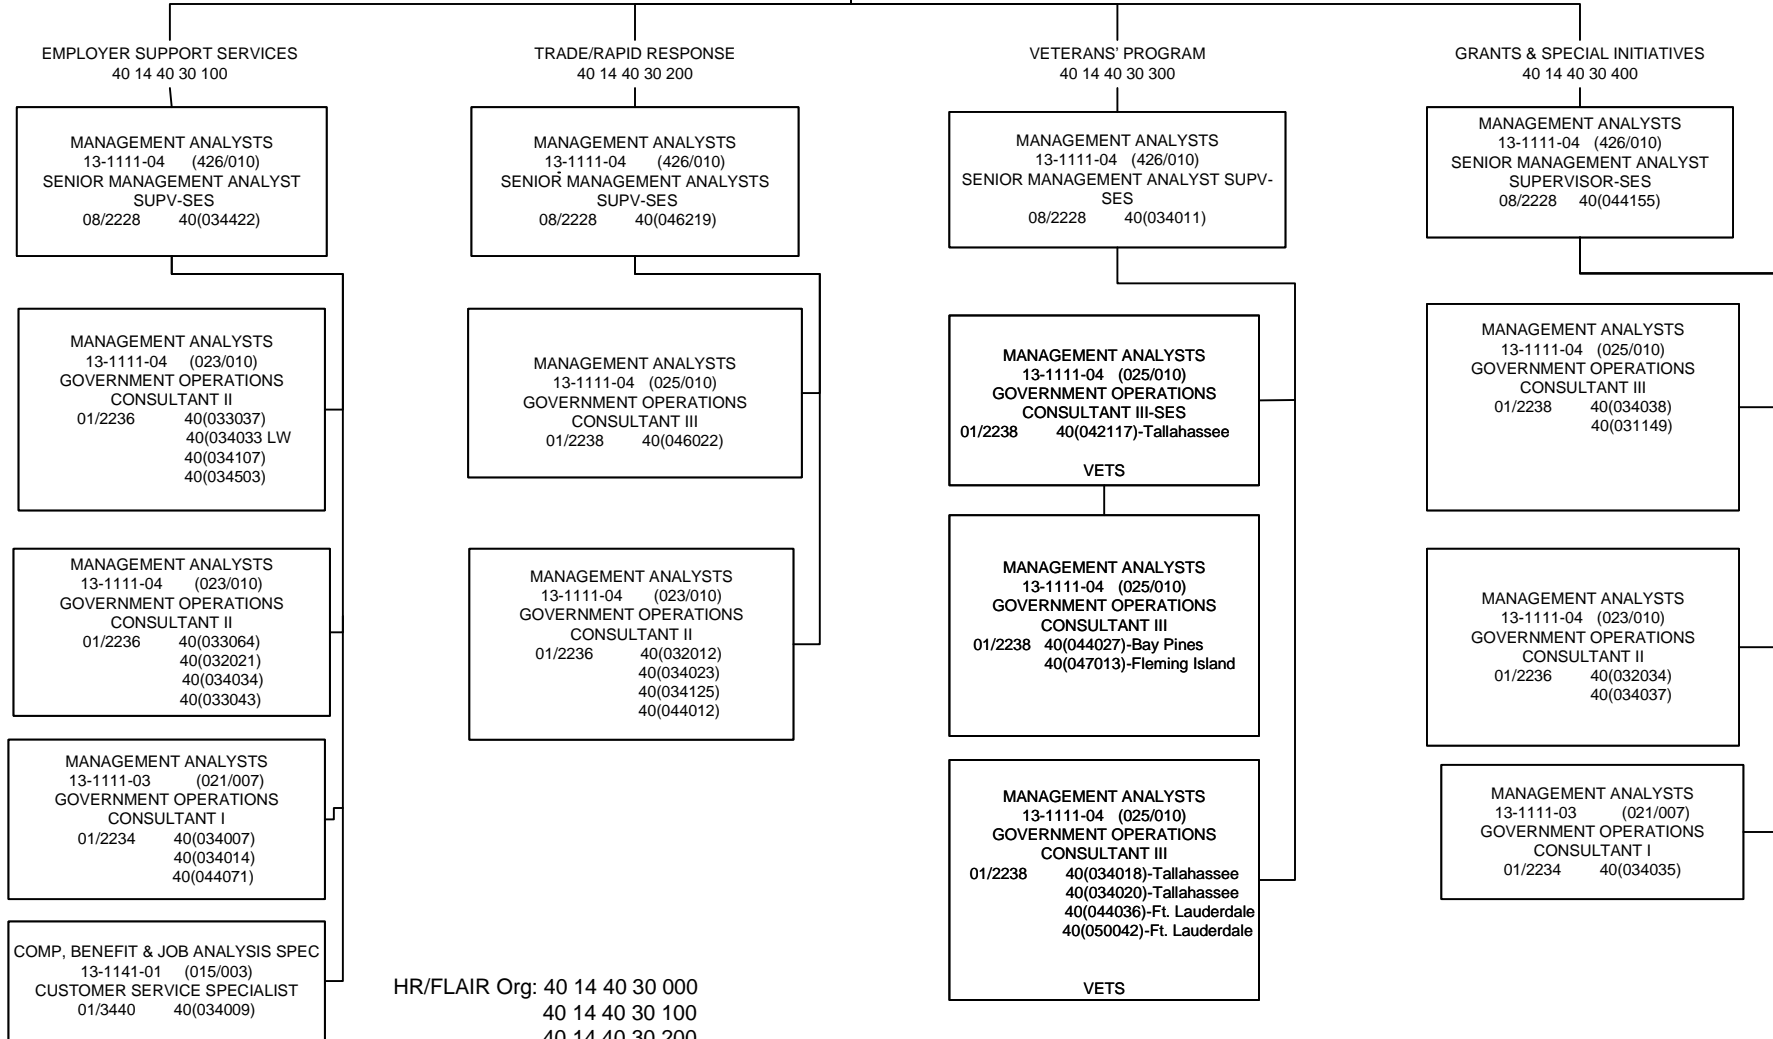 EMPLOYER SUPPORT SERVICES
40 14 40 30 100
MANAGEMENT ANALYSTS
13-1111-04 (426/010)
SENIOR MANAGEMENT ANALYST
SUPV-SES
08/2228 40(034422)
MANAGEMENT ANALYSTS
13-1111-04 (023/010)
GOVERNMENT OPERATIONS
CONSULTANT II
01/2236 40(033037)
40(034033 LW
40(034107)
40(034503)
MANAGEMENT ANALYSTS
13-1111-04 (023/010)
GOVERNMENT OPERATIONS
CONSULTANT II
01/2236 40(033064)
40(032021)
40(034034)
40(033043)
MANAGEMENT ANALYSTS
13-1111-03 (021/007)
GOVERNMENT OPERATIONS
CONSULTANT I
01/2234 40(034007)
40(034014)
40(044071)
COMP, BENEFIT & JOB ANALYSIS SPEC
13-1141-01 (015/003)
CUSTOMER SERVICE SPECIALIST
01/3440 40(034009)
TRADE/RAPID RESPONSE
40 14 40 30 200
MANAGEMENT ANALYSTS
13-1111-04 (426/010)
SENIOR MANAGEMENT ANALYSTS
SUPV-SES
08/2228 40(046219)
MANAGEMENT ANALYSTS
13-1111-04 (025/010)
GOVERNMENT OPERATIONS
CONSULTANT III
01/2238 40(046022)
MANAGEMENT ANALYSTS
13-1111-04 (023/010)
GOVERNMENT OPERATIONS
CONSULTANT II
01/2236 40(032012)
40(034023)
40(034125)
40(044012)
VETERANS' PROGRAM
40 14 40 30 300
MANAGEMENT ANALYSTS
13-1111-04 (426/010)
SENIOR MANAGEMENT ANALYST SUPV-
SES
08/2228 40(034011)
MANAGEMENT ANALYSTS
13-1111-04 (025/010)
GOVERNMENT OPERATIONS
CONSULTANT III-SES
01/2238 40(042117)-Tallahassee
VETS
MANAGEMENT ANALYSTS
13-1111-04 (025/010)
GOVERNMENT OPERATIONS
CONSULTANT III
01/2238 40(044027)-Bay Pines
40(047013)-Fleming Island
MANAGEMENT ANALYSTS
13-1111-04 (025/010)
GOVERNMENT OPERATIONS
CONSULTANT III
01/2238 40(034018)-Tallahassee
40(034020)-Tallahassee
40(044036)-Ft. Lauderdale
40(050042)-Ft. Lauderdale
VETS
GRANTS & SPECIAL INITIATIVES
40 14 40 30 400
MANAGEMENT ANALYSTS
13-1111-04 (426/010)
SENIOR MANAGEMENT ANALYST
SUPERVISOR-SES
08/2228 40(044155)
MANAGEMENT ANALYSTS
13-1111-04 (025/010)
GOVERNMENT OPERATIONS
CONSULTANT III
01/2238 40(034038)
40(031149)
MANAGEMENT ANALYSTS
13-1111-04 (023/010)
GOVERNMENT OPERATIONS
CONSULTANT II
01/2236 40(032034)
40(034037)
MANAGEMENT ANALYSTS
13-1111-03 (021/007)
GOVERNMENT OPERATIONS
CONSULTANT I
01/2234 40(034035)
HR/FLAIR Org: 40 14 40 30 000
40 14 40 30 100
40 14 40 30 200